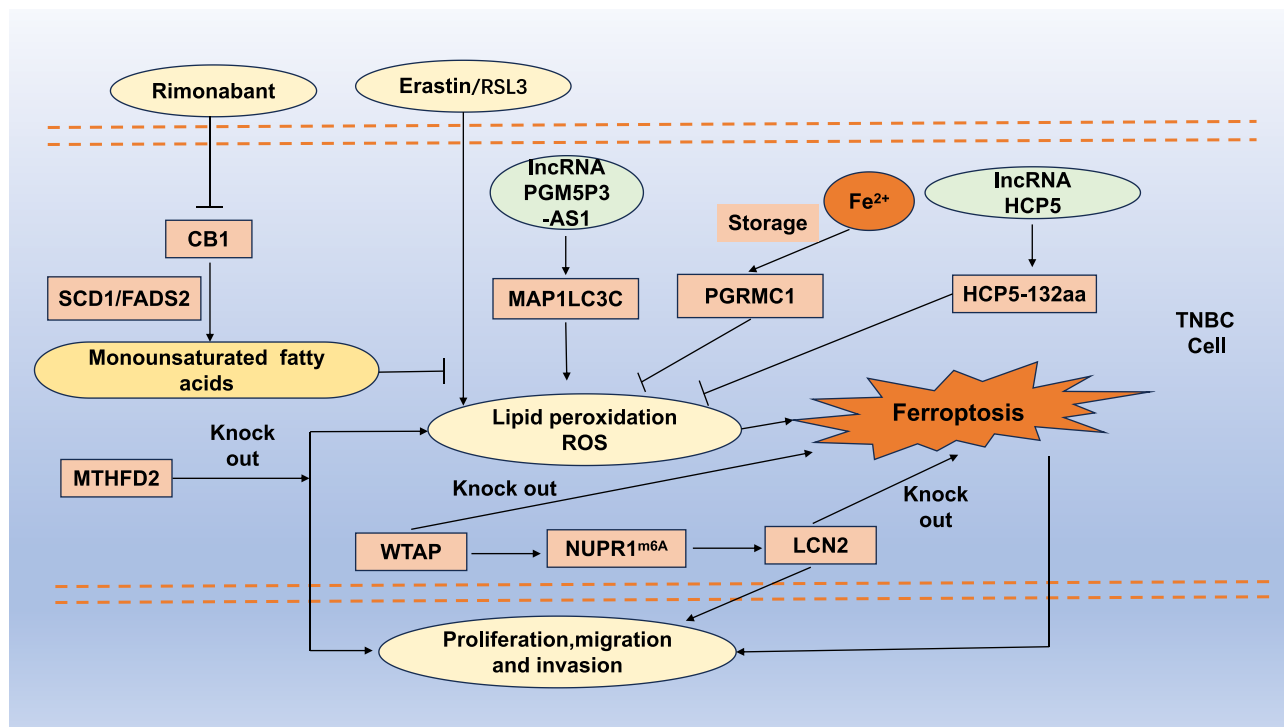 Rimonabant
Erastin/RSL3
lncRNA
PGM5P3
-AS1
Fe²⁺
lncRNA
HCP5
Storage
CB1
SCD1/FADS2
MAP1LC3C
PGRMC1
HCP5-132aa
TNBC
Cell
Monounsaturated fatty
acids
Lipid peroxidation
ROS
Ferroptosis
Knock
out
MTHFD2
Knock out
Knock
out
WTAP
NUPR1ᵐ⁶ᴬ
LCN2
Proliferation,migration
and invasion